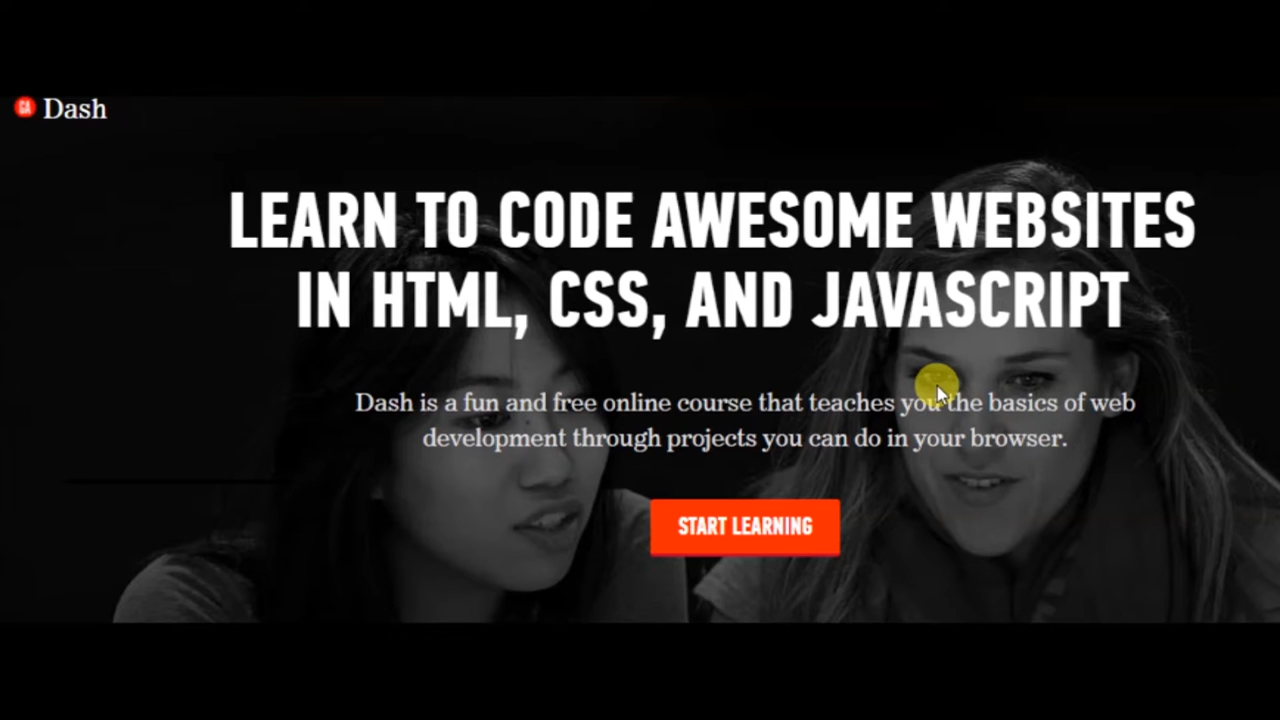 GA Dash
LEARN TO CODE AWESOME WEBSITES
IN HTML, CSS, AND JAVASCRIPT
Dash is a fun and free online course that teaches you the basics of web
development through projects you can do in your browser.
START LEARNING